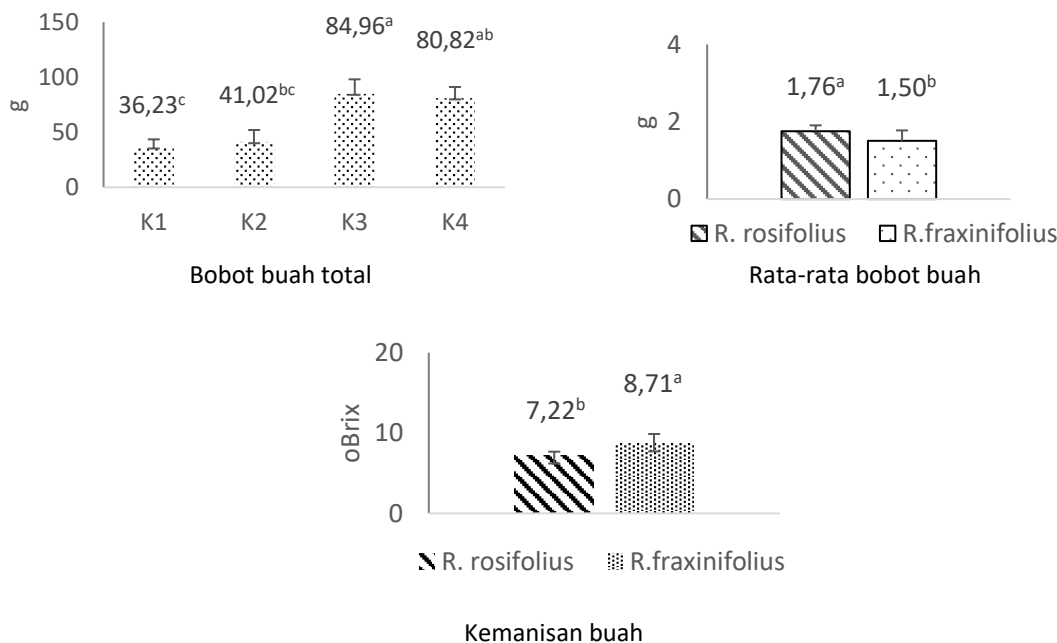 150
100
50
0
g
36,23c
41,02bc
84,96a
80,82ab
K1 K2 K3 K4
Bobot buah total
4
2
0
g
1,76a
1,50b
R. rosifolius R.fraxinifolius
Rata-rata bobot buah
20
10
0
oBrix
7,22b
8,71a
R. rosifolius R.fraxinifolius
Kemanisan buah